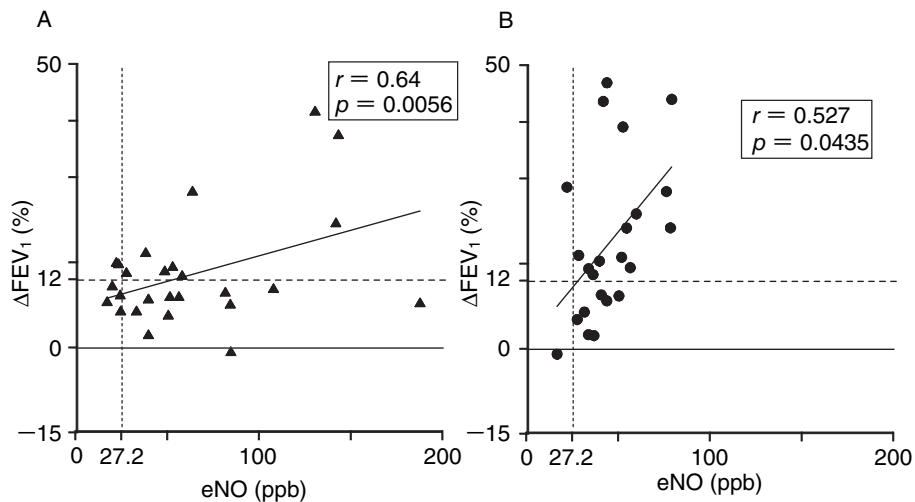 A
50
r = 0.64
p = 0.0056
ΔFEV1 (%)
12
0
−15
0
27.2
100
200
eNO (ppb)
B
50
r = 0.527
p = 0.0435
ΔFEV1 (%)
12
0
−15
0
27.2
100
200
eNO (ppb)